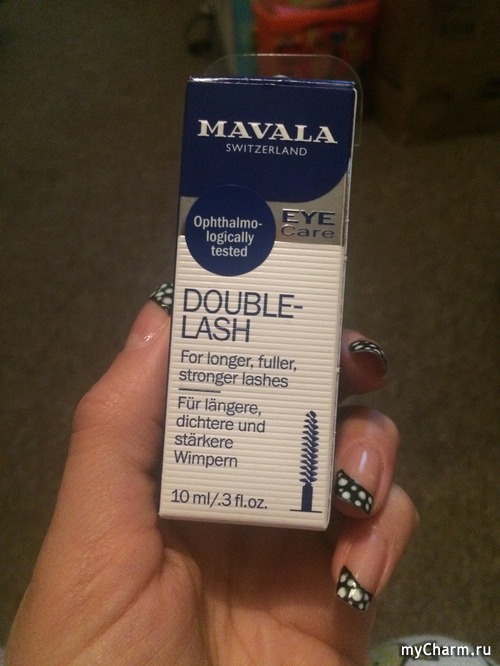 MAVALA
SWITZERLAND
Ophthalmo-
logically
tested
EYE
Care
DOUBLE-
LASH
For longer, fuller,
stronger lashes
Für längere,
dichtere und
stärkere
Wimpern
10 ml/.3 fl.oz.
myCharm.ru